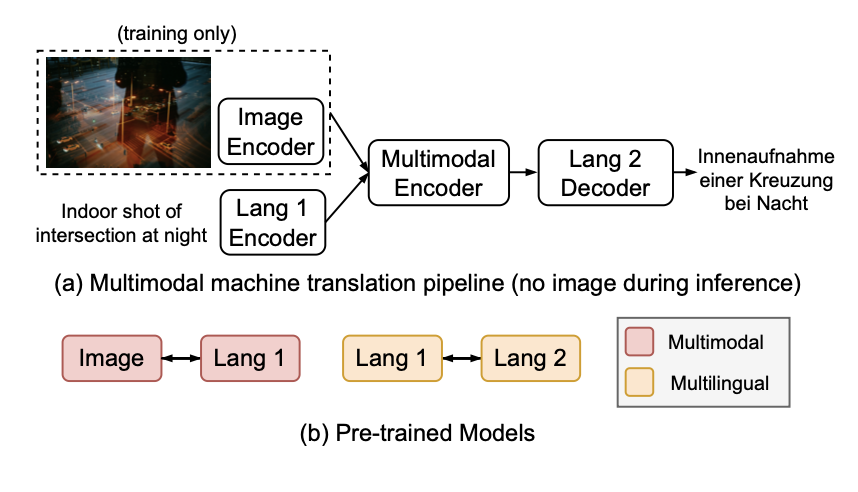 (training only)
Image
Encoder
Multimodal
Encoder
Lang 2
Decoder
Innenaufnahme
einer Kreuzung
bei Nacht
Indoor shot of
intersection at night
Lang 1
Encoder
(a) Multimodal machine translation pipeline (no image during inference)
Image
Lang 1
Lang 1
Lang 2
Multimodal
Multilingual
(b) Pre-trained Models